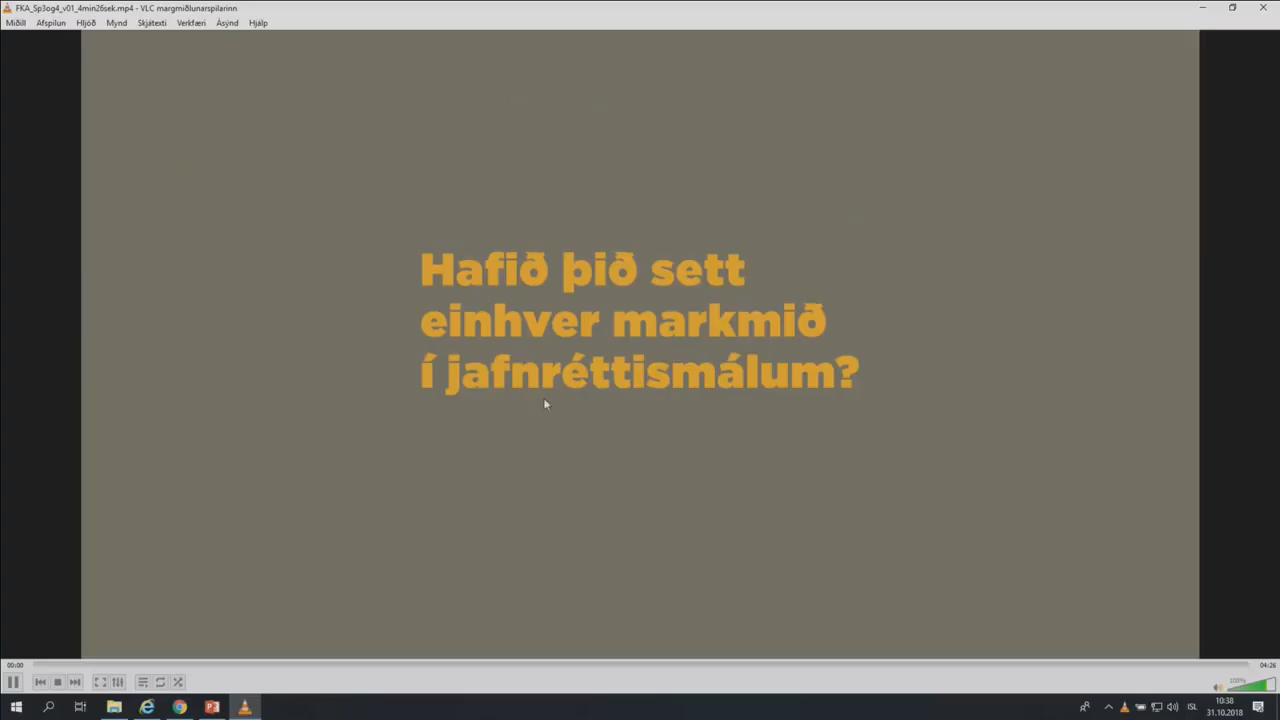 FKA_Sp3og4_v01_4min26sek.mp4 - VLC margmiðlunarspilarinn
Miðill Afspilun Hljóð Mynd Skjátexti Verkfæri Ásýnd Hjálp
Hafið þið sett
einhver markmið
í jafnréttismálum?
00:00 04:26
100%
ISL
10:38
31.10.2018